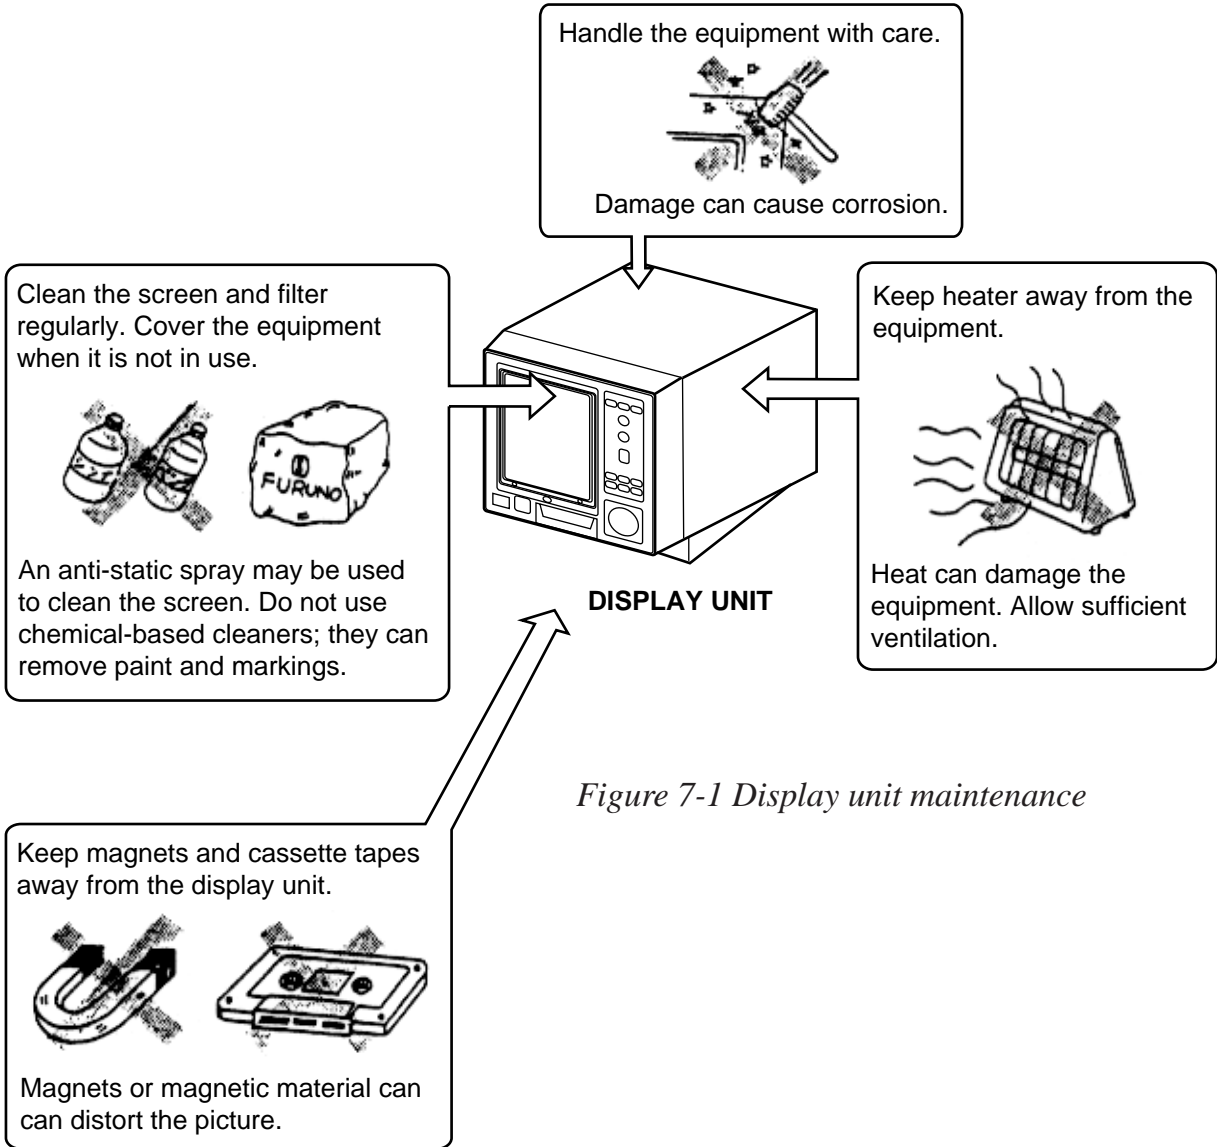 Handle the equipment with care.
Damage can cause corrosion.
Clean the screen and filter
regularly. Cover the equipment
when it is not in use.
FURUNO
An anti-static spray may be used
to clean the screen. Do not use
chemical-based cleaners; they can
remove paint and markings.
Keep heater away from the
equipment.
Heat can damage the
equipment. Allow sufficient
ventilation.
DISPLAY UNIT
Figure 7-1 Display unit maintenance
Keep magnets and cassette tapes
away from the display unit.
Magnets or magnetic material can
can distort the picture.